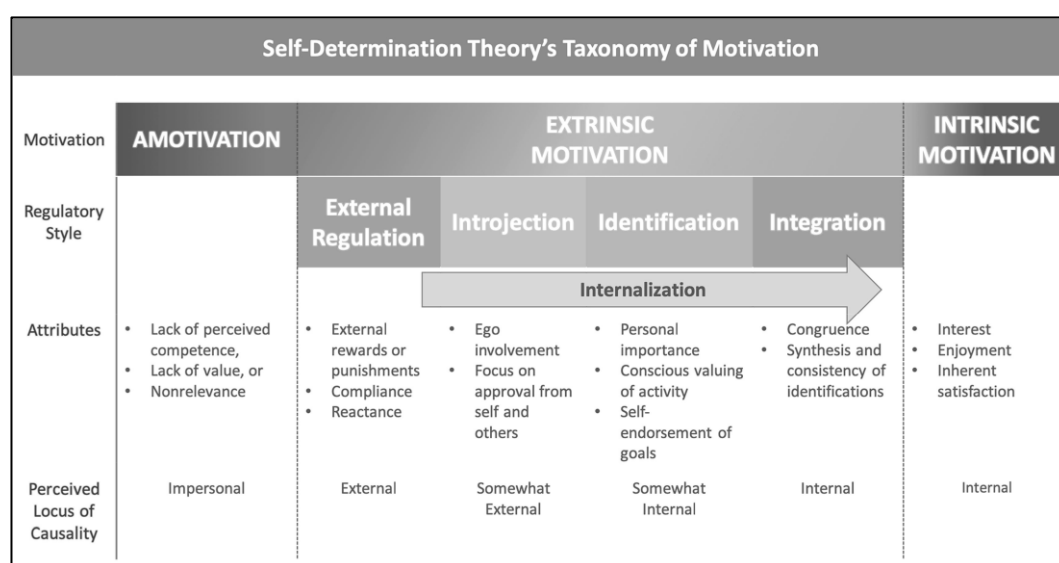 Self-Determination Theory's Taxonomy of Motivation
Motivation
AMOTIVATION
EXTRINSIC
MOTIVATION
INTRINSIC
MOTIVATION
Regulatory
Style
External
Regulation
Introjection
Identification
Integration
Internalization
Attributes
• Lack of perceived
competence,
• Lack of value, or
• Nonrelevance
• External
rewards or
punishments
• Compliance
• Reactance
• Ego
involvement
• Focus on
approval from
self and
others
• Personal
importance
• Conscious valuing
of activity
• Self-
endorsement of
goals
• Congruence
• Synthesis and
consistency of
identifications
• Interest
• Enjoyment
• Inherent
satisfaction
Perceived
Locus of
Causality
Impersonal
External
Somewhat
External
Somewhat
Internal
Internal
Internal